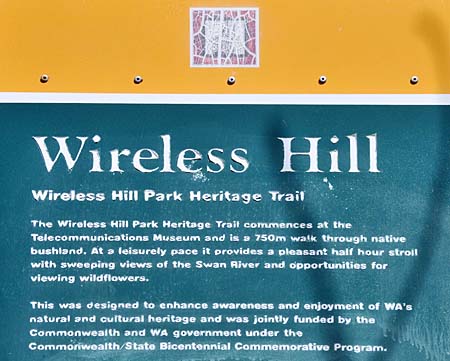 WA
Wireless Hill
Wireless Hill Park Heritage Trail
The Wireless Hill Park Heritage Trail commences at the
Telecommunications Museum and is a 750m walk through native
bushland. At a leisurely pace it provides a pleasant half hour stroll
with sweeping views of the Swan River and opportunities for
viewing wildflowers.
This was designed to enhance awareness and enjoyment of WA's
natural and cultural heritage and was jointly funded by the
Commonwealth and WA government under the
Commonwealth/State Bicentennial Commemorative Program.